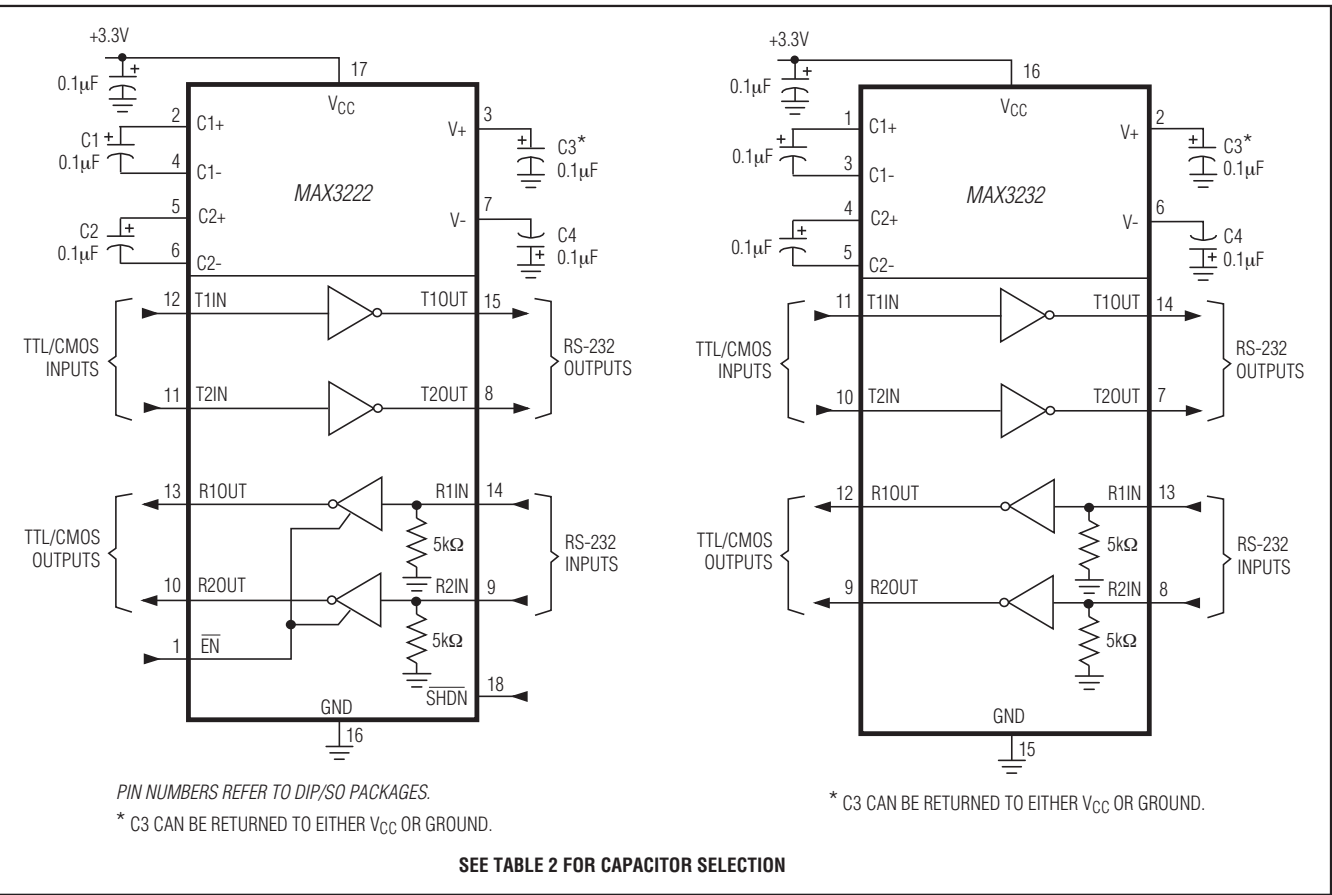 +3.3V
0.1µF
+
17
VCC
2
C1+
C1
+
0.1µF
4
C1-
3
V+
+
C3*
0.1µF
MAX3222
5
C2+
C2
+
0.1µF
6
C2-
7
V-
C4
+
0.1µF
12
T1IN
T1OUT
15
TTL/CMOS
INPUTS
RS-232
OUTPUTS
11
T2IN
T2OUT
8
13
R1OUT
R1IN
14
5kΩ
TTL/CMOS
OUTPUTS
RS-232
INPUTS
10
R2OUT
R2IN
9
5kΩ
1
E̅N̅
S̅H̅D̅N̅
18
GND
16
PIN NUMBERS REFER TO DIP/SO PACKAGES.
* C3 CAN BE RETURNED TO EITHER VCC OR GROUND.
+3.3V
0.1µF
+
16
VCC
1
C1+
+
0.1µF
3
C1-
2
V+
+
C3*
0.1µF
MAX3232
4
C2+
+
0.1µF
5
C2-
6
V-
C4
+
0.1µF
11
T1IN
T1OUT
14
TTL/CMOS
INPUTS
RS-232
OUTPUTS
10
T2IN
T2OUT
7
12
R1OUT
R1IN
13
5kΩ
TTL/CMOS
OUTPUTS
RS-232
INPUTS
9
R2OUT
R2IN
8
5kΩ
GND
15
* C3 CAN BE RETURNED TO EITHER VCC OR GROUND.
SEE TABLE 2 FOR CAPACITOR SELECTION